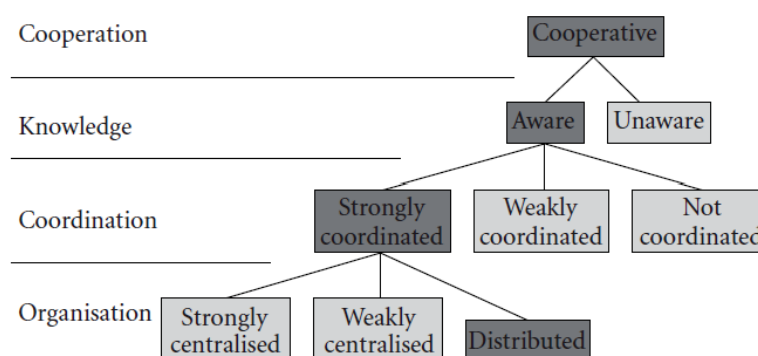 Cooperation
Cooperative
Knowledge
Aware
Unaware
Coordination
Strongly
coordinated
Weakly
coordinated
Not
coordinated
Organisation
Strongly
centralised
Weakly
centralised
Distributed